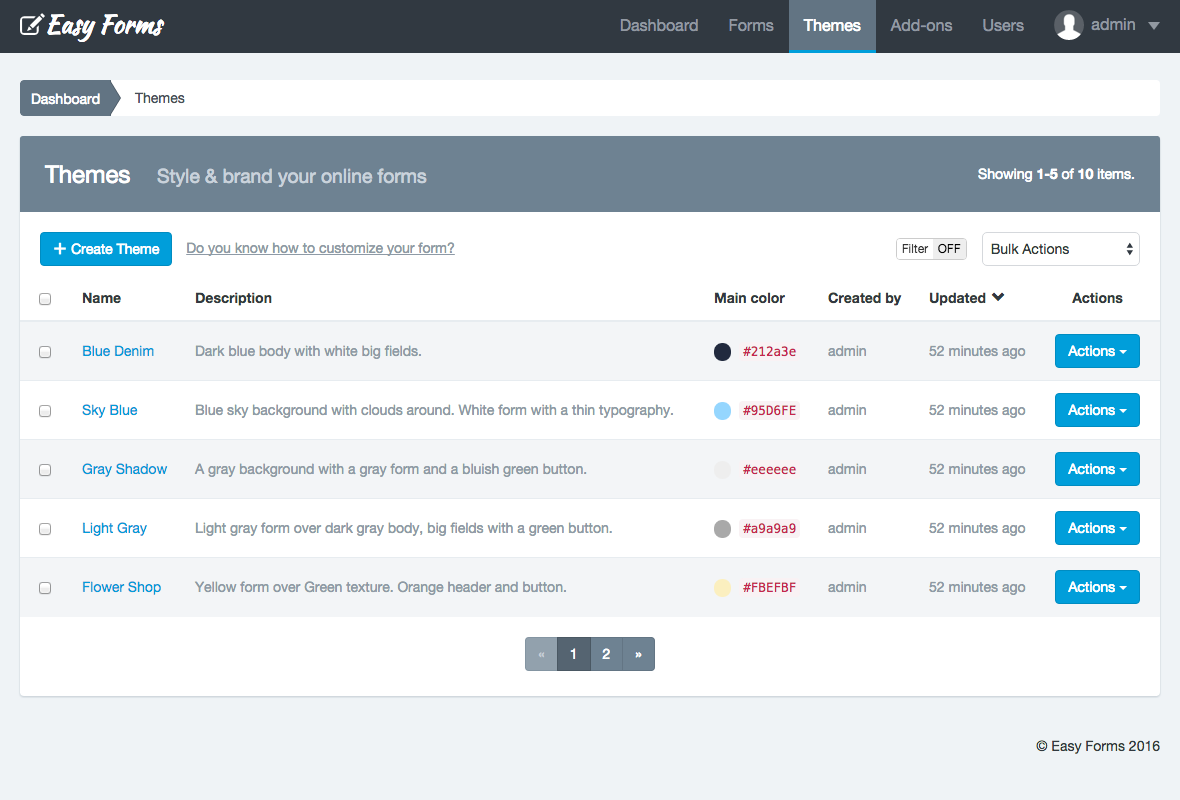 Easy Forms Dashboard Forms Themes Add-ons Users admin
Dashboard Themes
Themes Style & brand your online forms Showing 1-5 of 10 items.
+ Create Theme Do you know how to customize your form? Filter OFF Bulk Actions
Name Description Main color Created by Updated Actions
Blue Denim Dark blue body with white big fields. #212a3e admin 52 minutes ago Actions
Sky Blue Blue sky background with clouds around. White form with a thin typography. #95D6FE admin 52 minutes ago Actions
Gray Shadow A gray background with a gray form and a bluish green button. #eeeeee admin 52 minutes ago Actions
Light Gray Light gray form over dark gray body, big fields with a green button. #a9a9a9 admin 52 minutes ago Actions
Flower Shop Yellow form over Green texture. Orange header and button. #FBEFBF admin 52 minutes ago Actions
« 1 2 »
© Easy Forms 2016